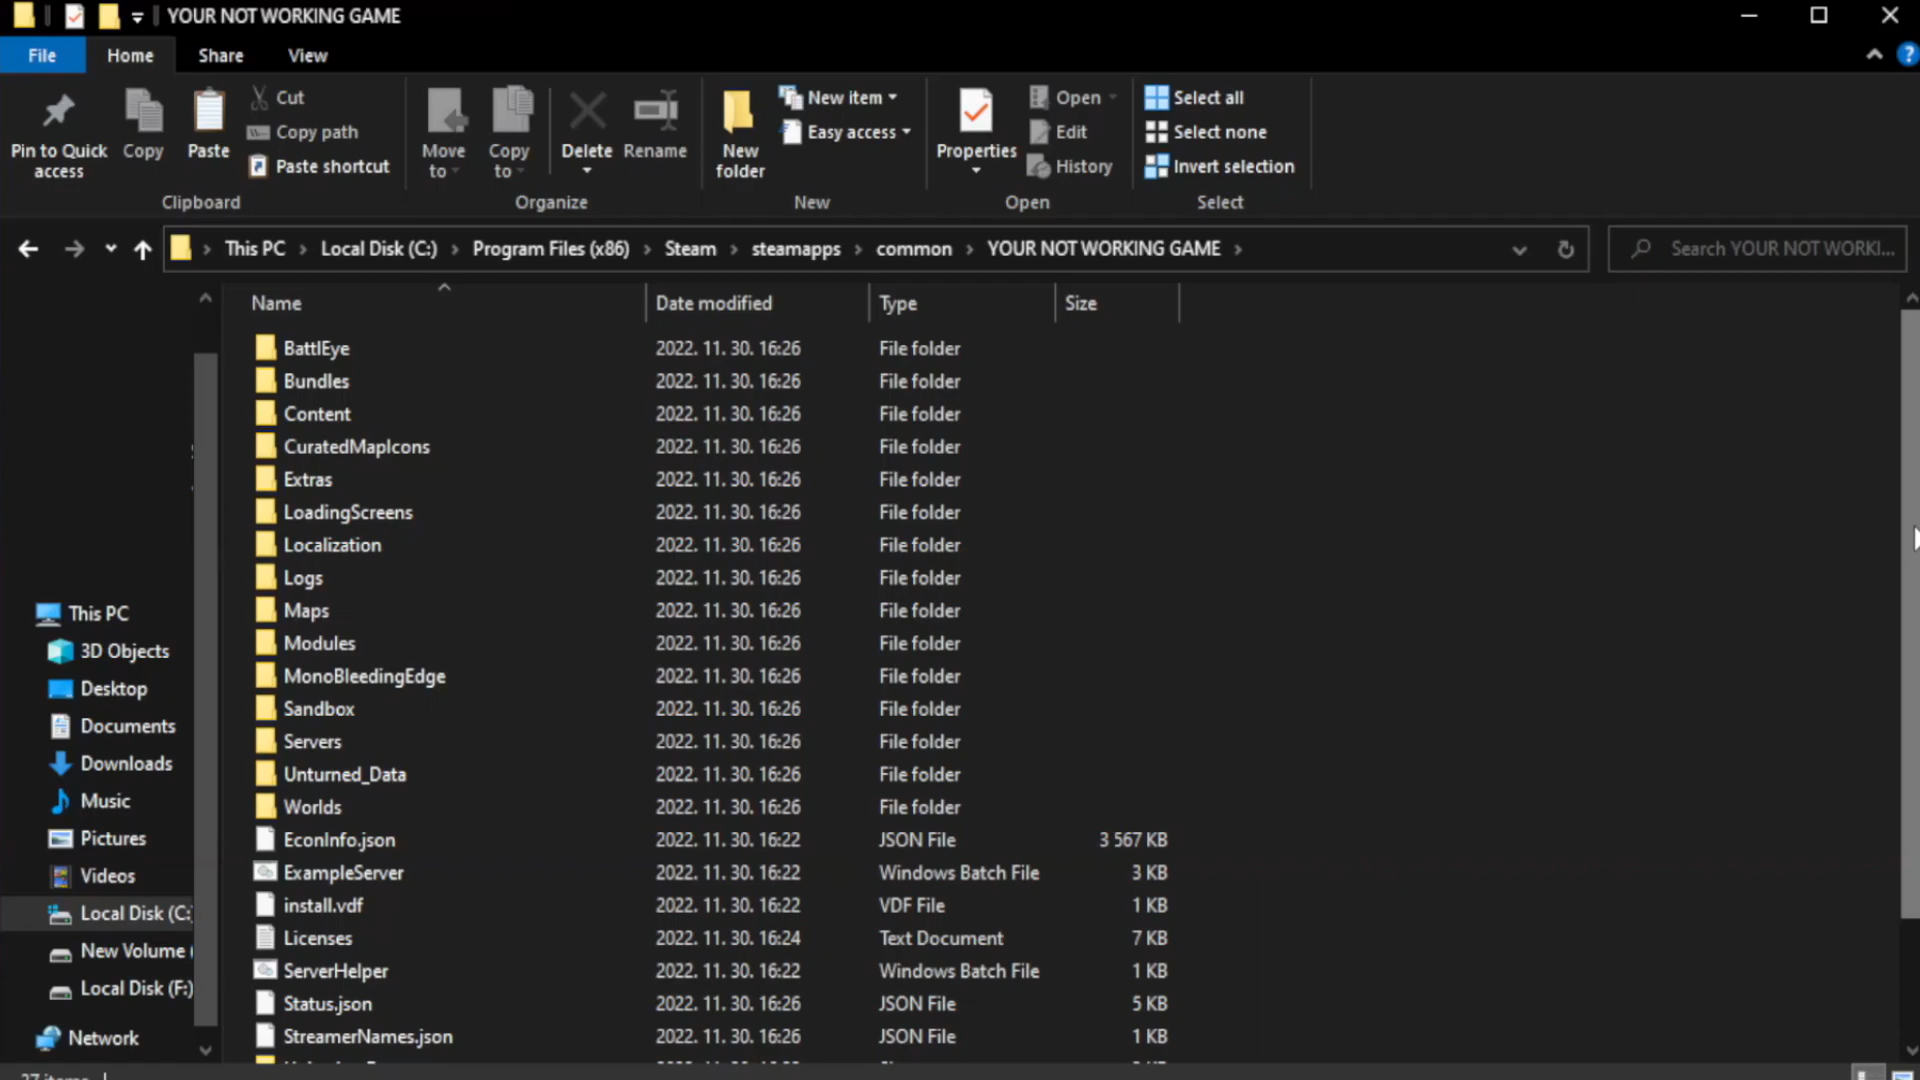 YOUR NOT WORKING GAME
File Home Share View
Pin to Quick access
Copy
Paste
Cut
Copy path
Paste shortcut
Clipboard
Move to
Copy to
Delete
Rename
Organize
New folder
New item
Easy access
New
Properties
Open
Edit
History
Open
Select all
Select none
Invert selection
Select
This PC > Local Disk (C:) > Program Files (x86) > Steam > steamapps > common > YOUR NOT WORKING GAME >
Search YOUR NOT WORKI...
Name Date modified Type Size
BattlEye 2022. 11. 30. 16:26 File folder
Bundles 2022. 11. 30. 16:26 File folder
Content 2022. 11. 30. 16:26 File folder
CuratedMapIcons 2022. 11. 30. 16:26 File folder
Extras 2022. 11. 30. 16:26 File folder
LoadingScreens 2022. 11. 30. 16:26 File folder
Localization 2022. 11. 30. 16:26 File folder
Logs 2022. 11. 30. 16:26 File folder
Maps 2022. 11. 30. 16:26 File folder
Modules 2022. 11. 30. 16:26 File folder
MonoBleedingEdge 2022. 11. 30. 16:26 File folder
Sandbox 2022. 11. 30. 16:26 File folder
Servers 2022. 11. 30. 16:26 File folder
Unturned_Data 2022. 11. 30. 16:26 File folder
Worlds 2022. 11. 30. 16:26 File folder
EconInfo.json 2022. 11. 30. 16:22 JSON File 3 567 KB
ExampleServer 2022. 11. 30. 16:22 Windows Batch File 3 KB
install.vdf 2022. 11. 30. 16:22 VDF File 1 KB
Licenses 2022. 11. 30. 16:24 Text Document 7 KB
ServerHelper 2022. 11. 30. 16:22 Windows Batch File 1 KB
Status.json 2022. 11. 30. 16:26 JSON File 5 KB
StreamerNames.json 2022. 11. 30. 16:26 JSON File 1 KB
This PC
3D Objects
Desktop
Documents
Downloads
Music
Pictures
Videos
Local Disk (C:)
New Volume (
Local Disk (F:)
Network